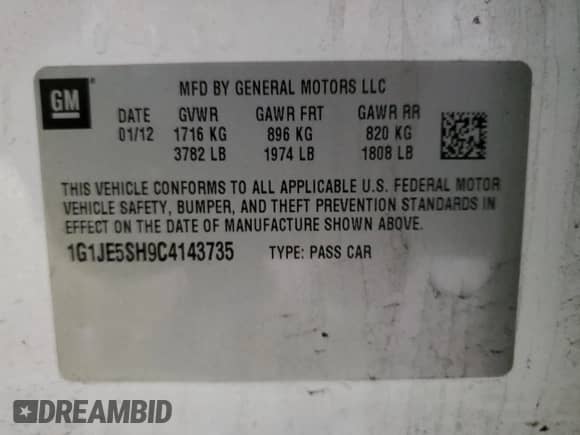 GM
MFD BY GENERAL MOTORS LLC
DATE GVWR GAWR FRT GAWR RR
01/12 1716 KG 896 KG 820 KG
3782 LB 1974 LB 1808 LB
THIS VEHICLE CONFORMS TO ALL APPLICABLE U.S. FEDERAL MOTOR
VEHICLE SAFETY, BUMPER, AND THEFT PREVENTION STANDARDS IN
EFFECT ON THE DATE OF MANUFACTURE SHOWN ABOVE.
1G1JE5SH9C4143735 TYPE: PASS CAR
DREAMBID